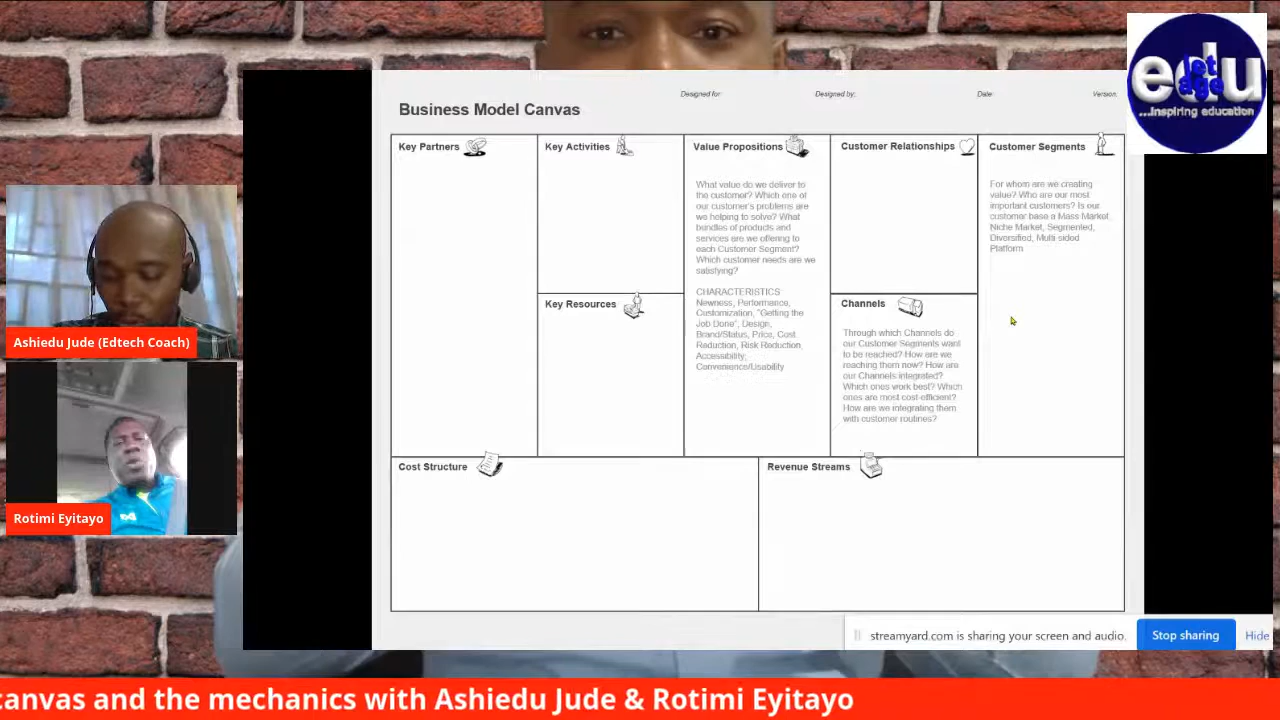 edu
let
age
...inspiring education
Designed for:
Designed by:
Date:
Version:
Business Model Canvas
Key Partners
Key Activities
Value Propositions
Customer Relationships
Customer Segments
What value do we deliver to
the customer? Which one of
our customer's problems are
we helping to solve? What
bundles of products and
services are we offering to
each Customer Segment?
Which customer needs are we
satisfying?
CHARACTERISTICS
Newness, Performance,
Customization, "Getting the
Job Done", Design,
Brand/Status, Price, Cost
Reduction, Risk Reduction,
Accessibility,
Convenience/Usability
For whom are we creating
value? Who are our most
important customers? Is our
customer base a Mass Market,
Niche Market, Segmented,
Diversified, Multi-sided
Platform
Key Resources
Channels
Through which Channels do
our Customer Segments want
to be reached? How are we
reaching them now? How are
our Channels integrated?
Which ones work best? Which
ones are most cost-efficient?
How are we integrating them
with customer routines?
Cost Structure
Revenue Streams
Ashiedu Jude (Edtech Coach)
Rotimi Eyitayo
streamyard.com is sharing your screen and audio.
Stop sharing
Hide
canvas and the mechanics with Ashiedu Jude & Rotimi Eyitayo